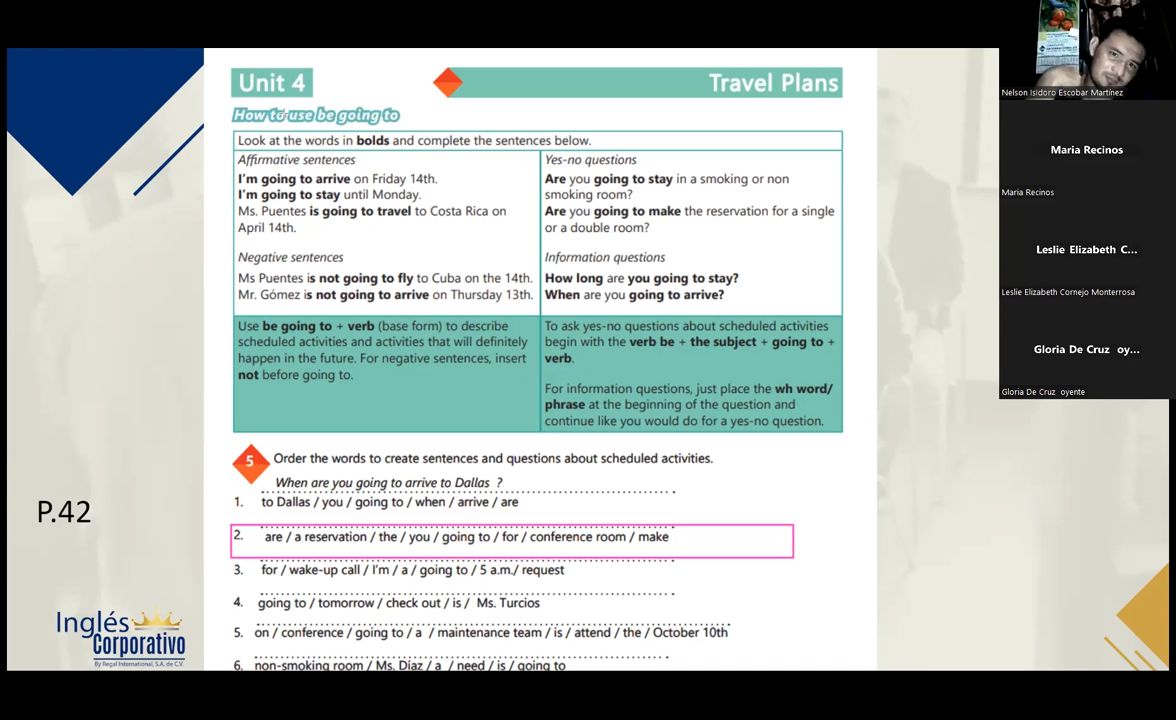 Unit 4
Travel Plans
How to use be going to
Look at the words in bolds and complete the sentences below.
Affirmative sentences
I'm going to arrive on Friday 14th.
I'm going to stay until Monday.
Ms. Puentes is going to travel to Costa Rica on
April 14th.
Negative sentences
Ms Puentes is not going to fly to Cuba on the 14th.
Mr. Gómez is not going to arrive on Thursday 13th.
Yes-no questions
Are you going to stay in a smoking or non
smoking room?
Are you going to make the reservation for a single
or a double room?
Information questions
How long are you going to stay?
When are you going to arrive?
Use be going to + verb (base form) to describe
scheduled activities and activities that will definitely
happen in the future. For negative sentences, insert
not before going to.
To ask yes-no questions about scheduled activities
begin with the verb be + the subject + going to +
verb.
For information questions, just place the wh word/
phrase at the beginning of the question and
continue like you would do for a yes-no question.
5 Order the words to create sentences and questions about scheduled activities.
When are you going to arrive to Dallas ?
1. to Dallas / you / going to / when / arrive / are
2. are / a reservation / the / you / going to / for / conference room / make
3. for / wake-up call / I'm / a / going to / 5 a.m./ request
4. going to / tomorrow / check out / is / Ms. Turcios
5. on / conference / going to / a / maintenance team / is / attend / the / October 10th
6. non-smoking room / Ms. Díaz / a / need / is / going to
P.42
Inglés
Corporativo
By Regal International, S.A. de C.V.
Nelson Isidoro Escobar Martínez
Maria Recinos
Maria Recinos
Leslie Elizabeth C...
Leslie Elizabeth Cornejo Monterrosa
Gloria De Cruz oy...
Gloria De Cruz oyente